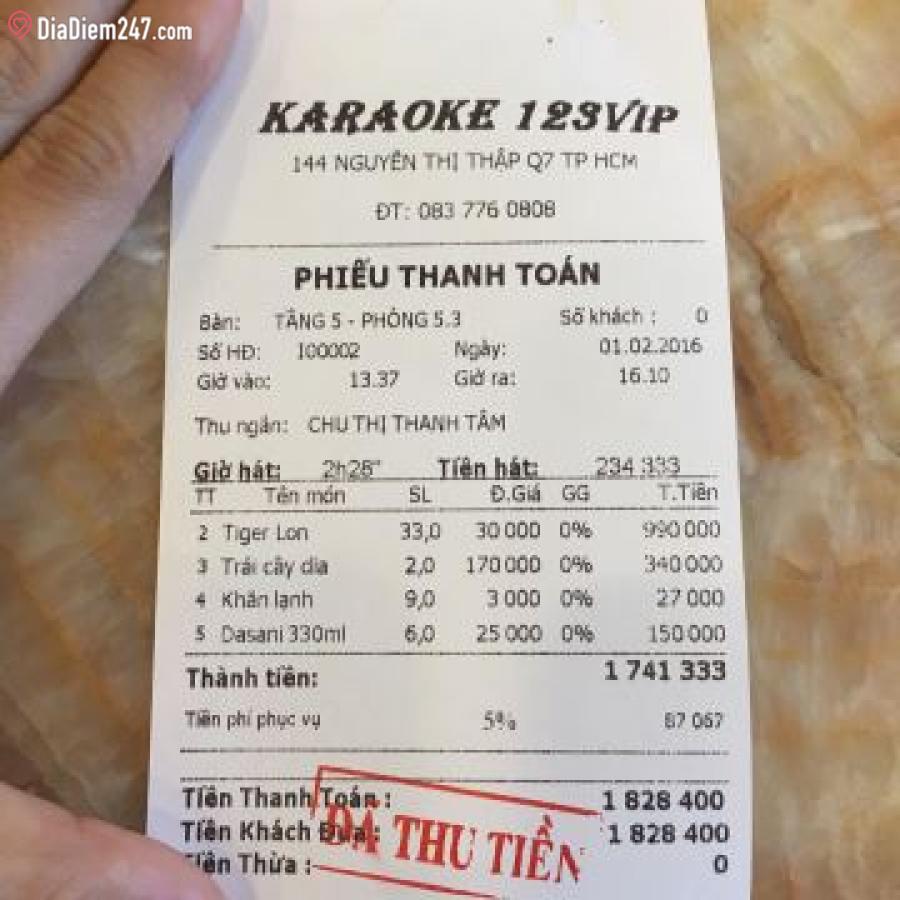 DiaDiem247.com
KARAOKE 123VIP
144 NGUYỄN THỊ THẬP Q7 TP HCM
ĐT: 083 776 0808
PHIẾU THANH TOÁN
Bàn: TẦNG 5 - PHÒNG 5.3 Số khách : 0
Số HĐ: I00002 Ngày: 01.02.2016
Giờ vào: 13.37 Giờ ra: 16.10
Thu ngân: CHU THỊ THANH TÂM
Giờ hát: 2h26" Tiền hát: 234 333
TT Tên món SL Đ.Giá GG T.Tiền
2 Tiger Lon 33,0 30 000 0% 990 000
3 Trái cây dĩa 2,0 170 000 0% 340 000
4 Khăn lạnh 9,0 3 000 0% 27 000
5 Dasani 330ml 6,0 25 000 0% 150 000
Thành tiền: 1 741 333
Tiền phí phục vụ 5% 87 067
Tiền Thanh Toán : 1 828 400
Tiền Khách Đưa : 1 828 400
Tiền Thừa : 0
ĐÃ THU TIỀN